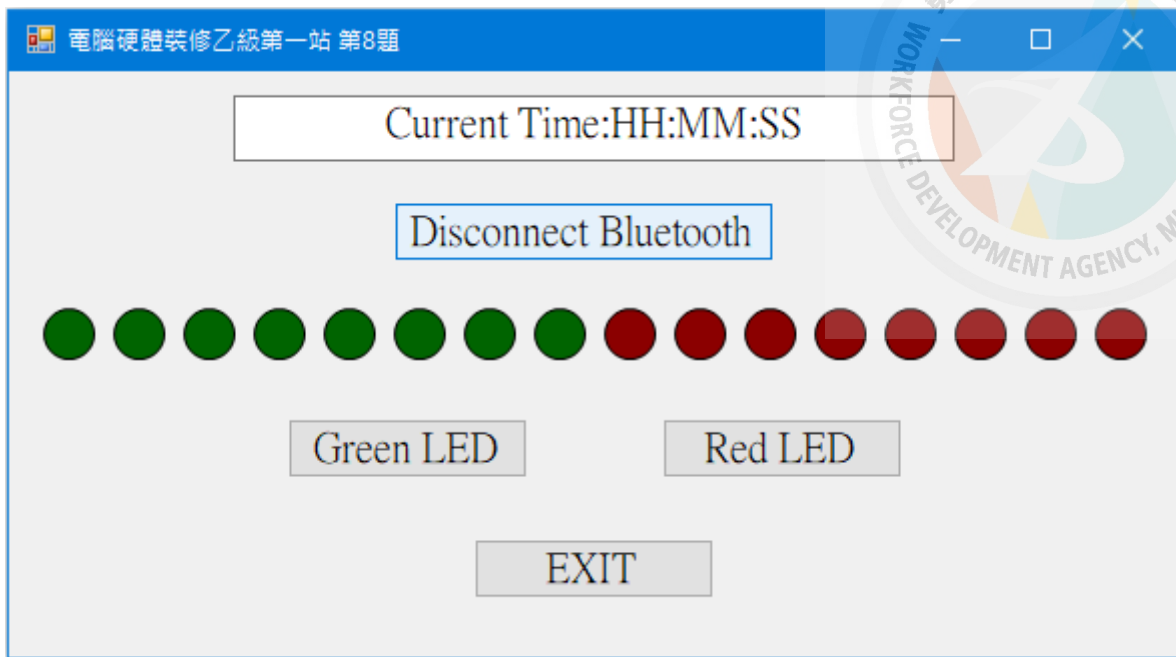 電腦硬體裝修乙級第一站 第8題
Current Time:HH:MM:SS
Disconnect Bluetooth
Green LED
Red LED
EXIT
WORKFORCE DEVELOPMENT AGENCY,